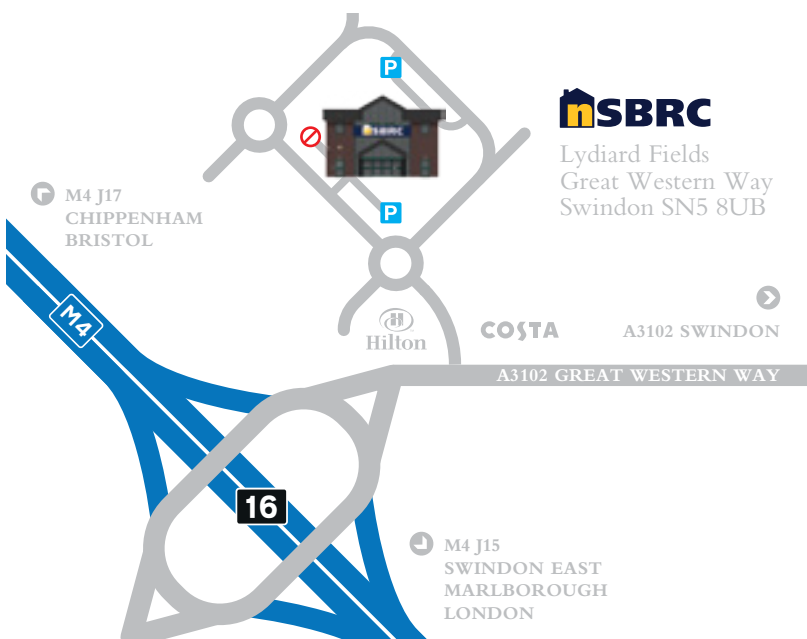 P
nSBRC
nSBRC
Lydiard Fields
Great Western Way
Swindon SN5 8UB
M4 J17
CHIPPENHAM
BRISTOL
P
M4
Hilton
COSTA
A3102 SWINDON
A3102 GREAT WESTERN WAY
16
M4 J15
SWINDON EAST
MARLBOROUGH
LONDON